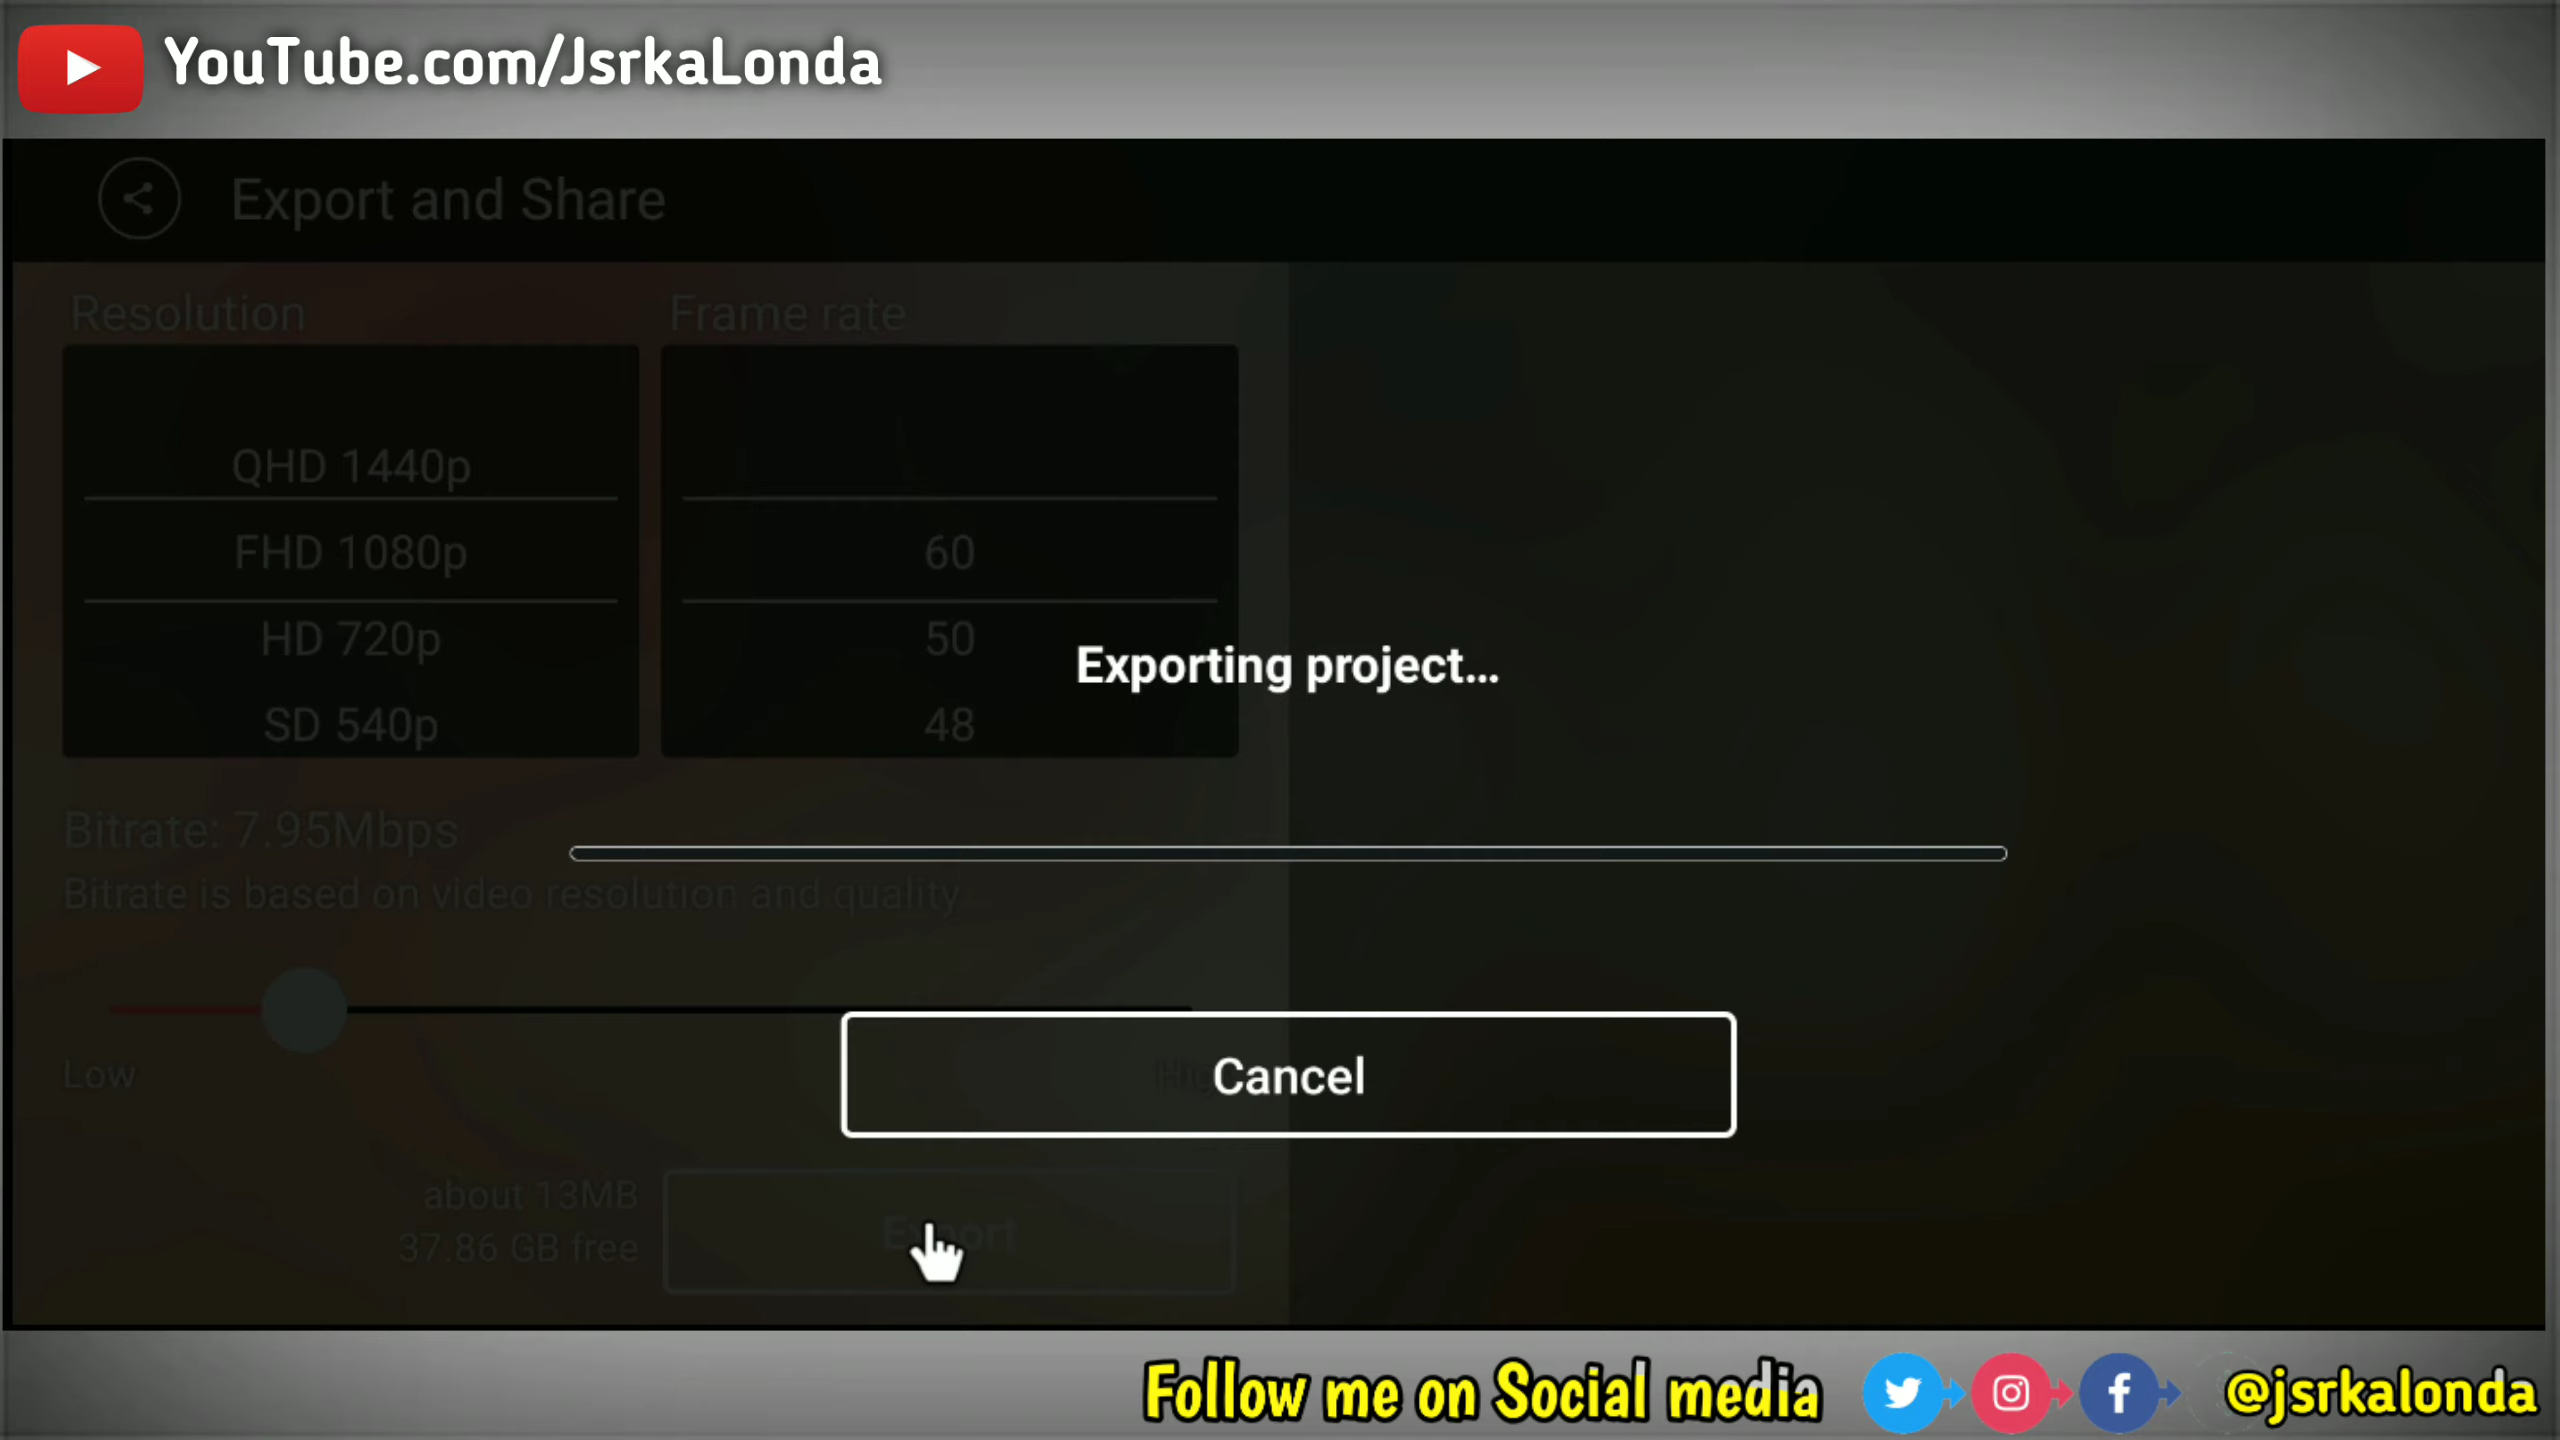 YouTube.com/JsrkaLonda
Export and Share
Resolution
Frame rate
QHD 1440p
FHD 1080p
HD 720p
SD 540p
60
50
48
Exporting project...
Bitrate: 7.95Mbps
Bitrate is based on video resolution and quality
Low
Cancel
about 13MB
37.86 GB free
Export
Follow me on Social media
@jsrkalonda